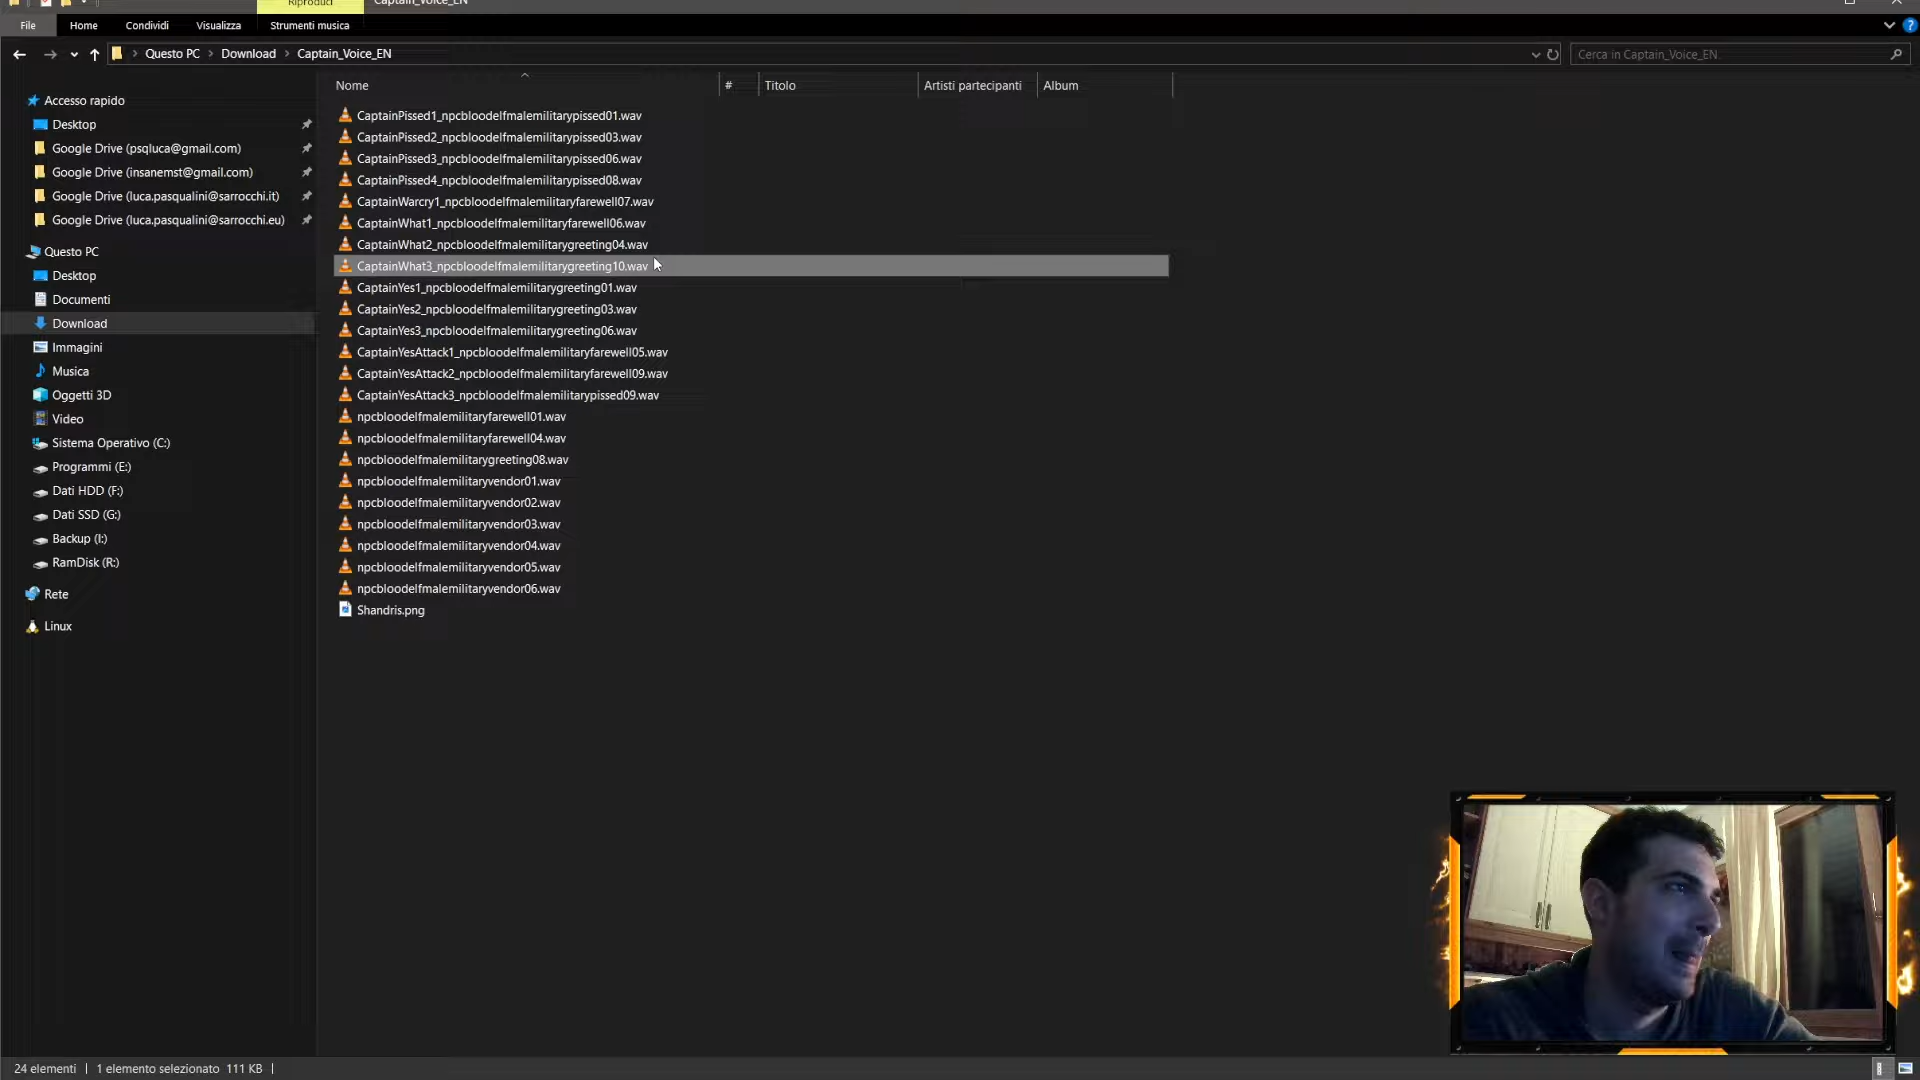 Riproduci
Captain_Voice_EN
File
Home
Condividi
Visualizza
Strumenti musica
Questo PC
Download
Captain_Voice_EN
Cerca in Captain_Voice_EN
Nome
#
Titolo
Artisti partecipanti
Album
Accesso rapido
Desktop
Google Drive (psqluca@gmail.com)
Google Drive (insanemst@gmail.com)
Google Drive (luca.pasqualini@sarrocchi.it)
Google Drive (luca.pasqualini@sarrocchi.eu)
Questo PC
Desktop
Documenti
Download
Immagini
Musica
Oggetti 3D
Video
Sistema Operativo (C:)
Programmi (E:)
Dati HDD (F:)
Dati SSD (G:)
Backup (I:)
RamDisk (R:)
Rete
Linux
CaptainPissed1_npcbloodelfmalemilitarypissed01.wav
CaptainPissed2_npcbloodelfmalemilitarypissed03.wav
CaptainPissed3_npcbloodelfmalemilitarypissed06.wav
CaptainPissed4_npcbloodelfmalemilitarypissed08.wav
CaptainWarcry1_npcbloodelfmalemilitaryfarewell07.wav
CaptainWhat1_npcbloodelfmalemilitaryfarewell06.wav
CaptainWhat2_npcbloodelfmalemilitarygreeting04.wav
CaptainWhat3_npcbloodelfmalemilitarygreeting10.wav
CaptainYes1_npcbloodelfmalemilitarygreeting01.wav
CaptainYes2_npcbloodelfmalemilitarygreeting03.wav
CaptainYes3_npcbloodelfmalemilitarygreeting06.wav
CaptainYesAttack1_npcbloodelfmalemilitaryfarewell05.wav
CaptainYesAttack2_npcbloodelfmalemilitaryfarewell09.wav
CaptainYesAttack3_npcbloodelfmalemilitarypissed09.wav
npcbloodelfmalemilitaryfarewell01.wav
npcbloodelfmalemilitaryfarewell04.wav
npcbloodelfmalemilitarygreeting08.wav
npcbloodelfmalemilitaryvendor01.wav
npcbloodelfmalemilitaryvendor02.wav
npcbloodelfmalemilitaryvendor03.wav
npcbloodelfmalemilitaryvendor04.wav
npcbloodelfmalemilitaryvendor05.wav
npcbloodelfmalemilitaryvendor06.wav
Shandris.png
24 elementi
1 elemento selezionato 111 KB